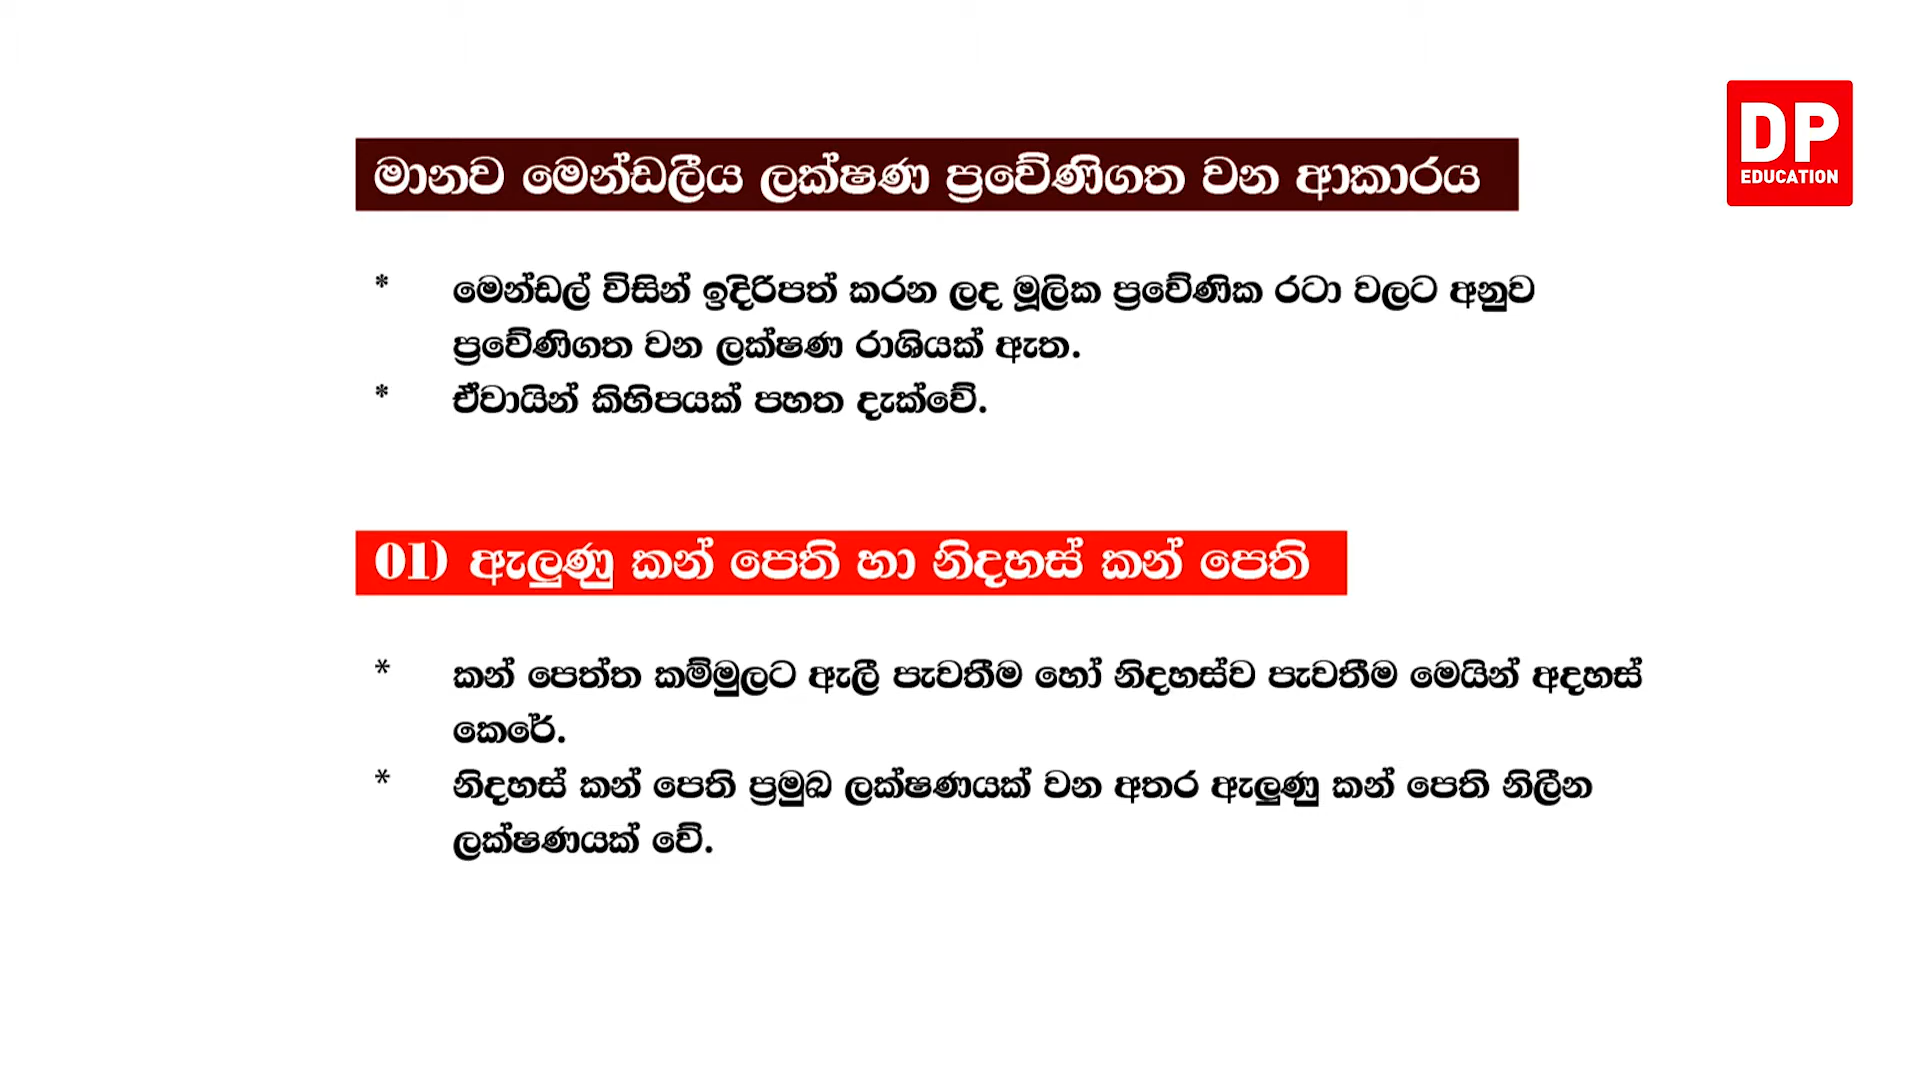 DP
EDUCATION
මානව මෙන්ඩලීය ලක්ෂණ ප්‍රවේණිගත වන ආකාරය
* මෙන්ඩල් විසින් ඉදිරිපත් කරන ලද මූලික ප්‍රවේණික රටා වලට අනුව
ප්‍රවේණිගත වන ලක්ෂණ රාශියක් ඇත.
* ඒවායින් කිහිපයක් පහත දැක්වේ.
01) ඇලුණු කන් පෙති හා නිදහස් කන් පෙති
* කන් පෙත්ත කම්මුලට ඇලී පැවතීම හෝ නිදහස්ව පැවතීම මෙයින් අදහස්
කෙරේ.
* නිදහස් කන් පෙති ප්‍රමුඛ ලක්ෂණයක් වන අතර ඇලුණු කන් පෙති නිලීන
ලක්ෂණයක් වේ.